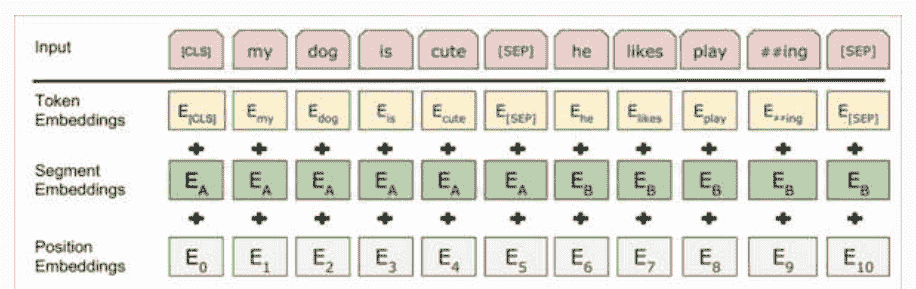 Input [CLS] my dog is cute [SEP] he likes play ##ing [SEP]
Token Embeddings E[CLS] Emy Edog Eis Ecute E[SEP] Ehe Elikes Eplay E##ing E[SEP]
+ + + + + + + + + + +
Segment Embeddings EA EA EA EA EA EA EB EB EB EB EB
+ + + + + + + + + + +
Position Embeddings E0 E1 E2 E3 E4 E5 E6 E7 E8 E9 E10